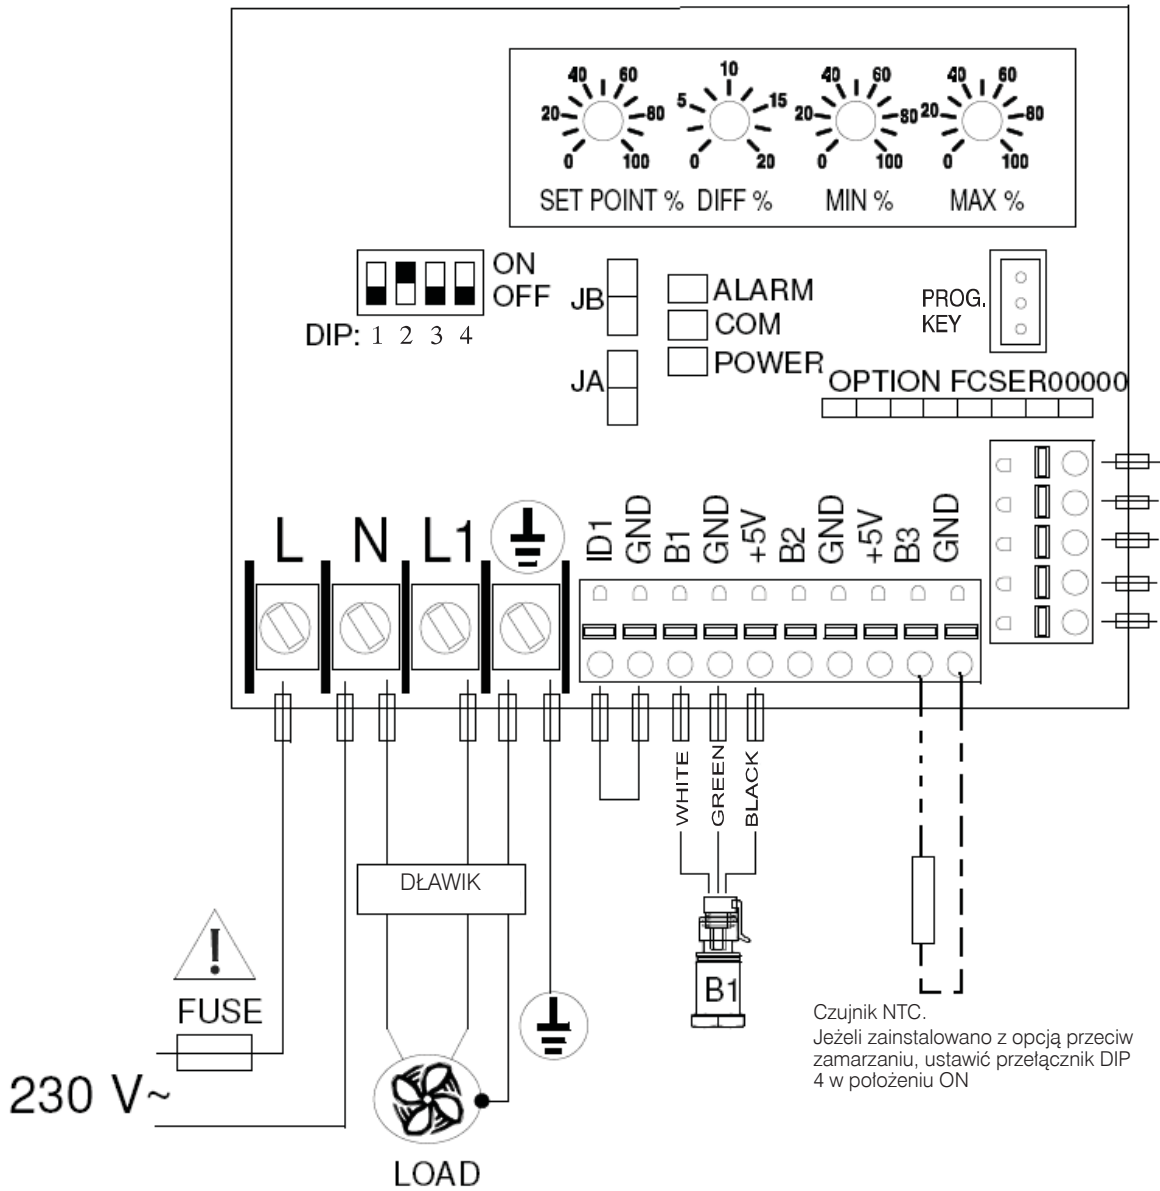 40 60 20 80 0 100
10 5 15 0 20
40 60 20 80 0 100
40 60 20 80 0 100
SET POINT % DIFF % MIN % MAX %
ON
OFF
DIP: 1 2 3 4
JB
JA
ALARM
COM
POWER
PROG.
KEY
OPTION FCSER00000
L N L1
ID1 GND B1 GND +5V B2 GND +5V B3 GND
WHITE GREEN BLACK
DŁAWIK
!
FUSE
230 V~
LOAD
B1
Czujnik NTC.
Jeżeli zainstalowano z opcją przeciw
zamarzaniu, ustawić przełącznik DIP
4 w położeniu ON